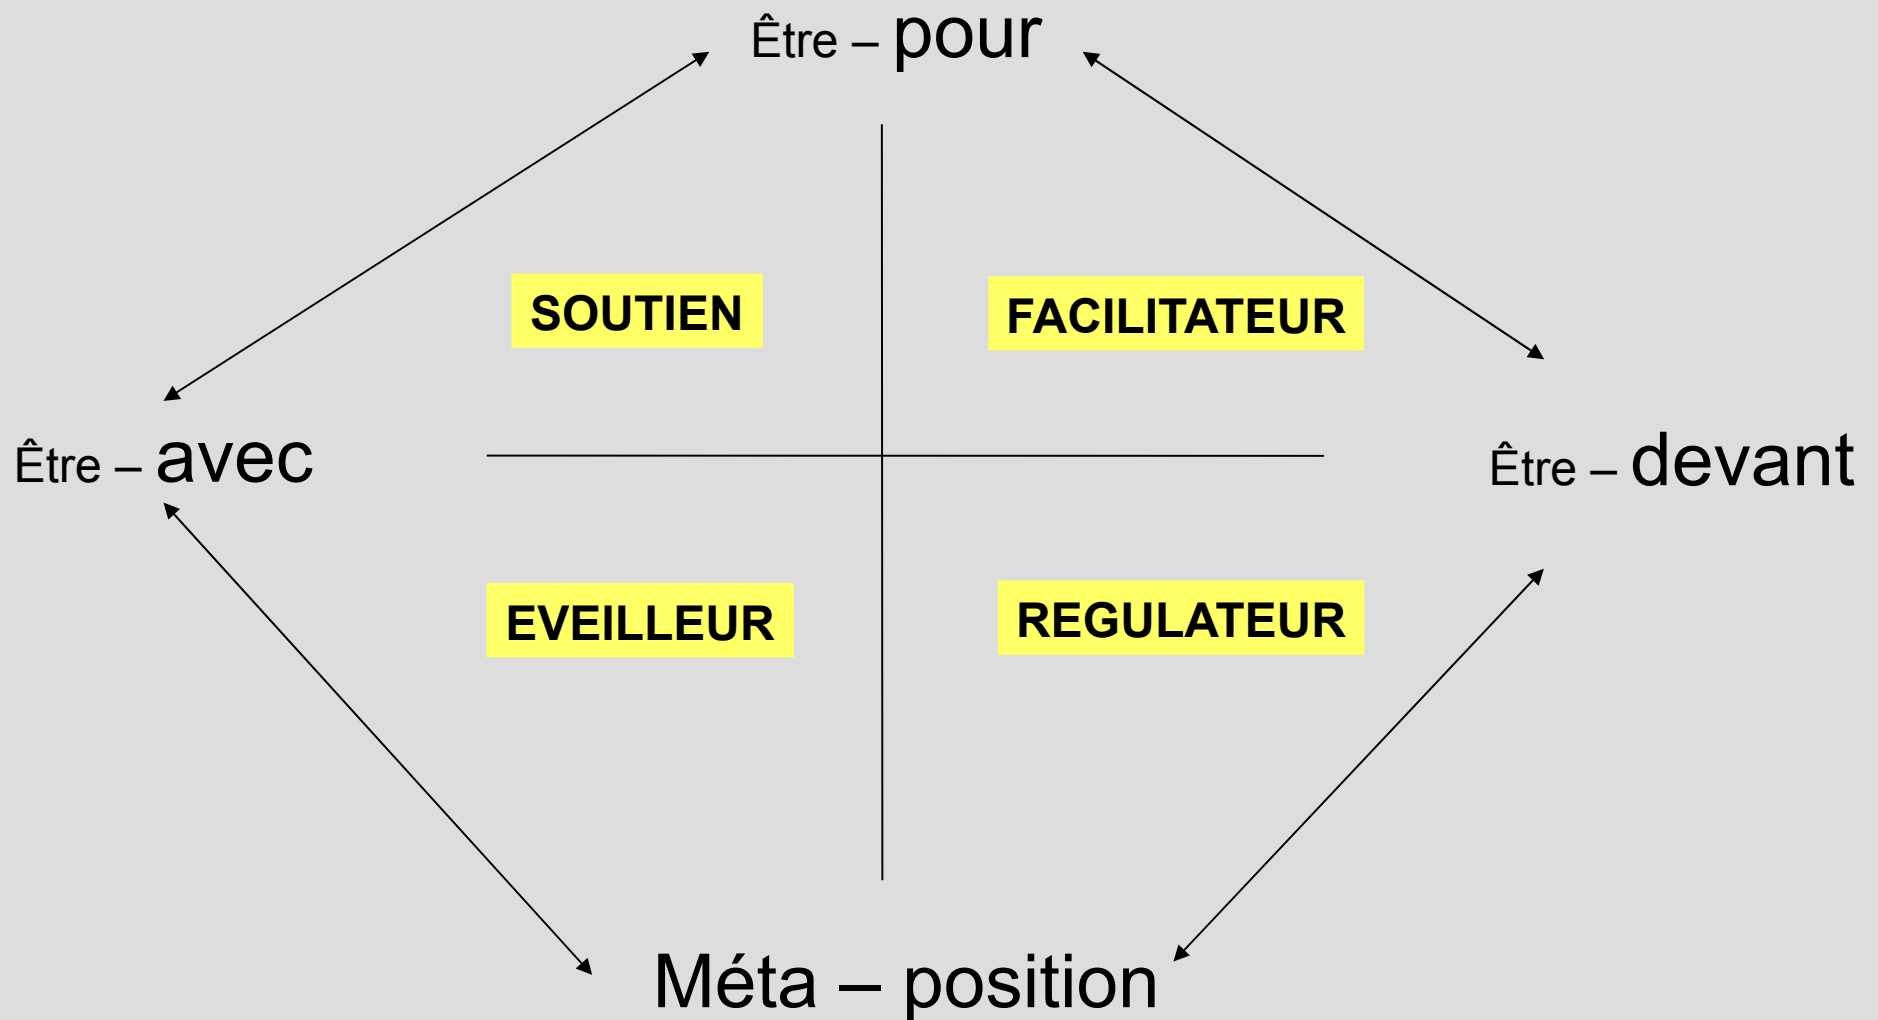 Être – pour
SOUTIEN
FACILITATEUR
Être – avec
Être – devant
EVEILLEUR
REGULATEUR
Méta – position